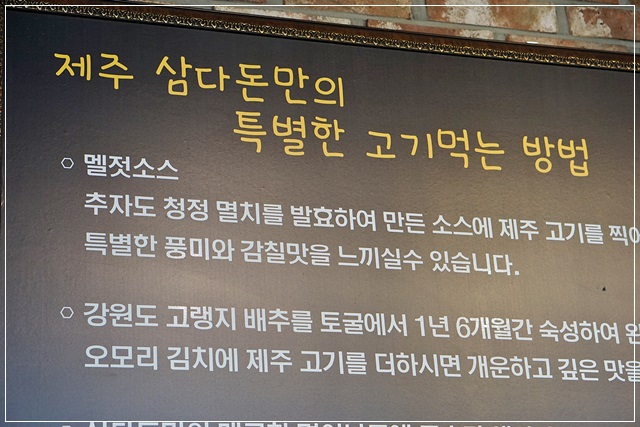 제주 삼다돈만의
특별한 고기먹는 방법
멜젓소스
추자도 청정 멸치를 발효하여 만든 소스에 제주 고기를 찍어
특별한 풍미와 감칠맛을 느끼실수 있습니다.
강원도 고랭지 배추를 토굴에서 1년 6개월간 숙성하여
오모리 김치에 제주 고기를 더하시면 개운하고 깊은 맛을